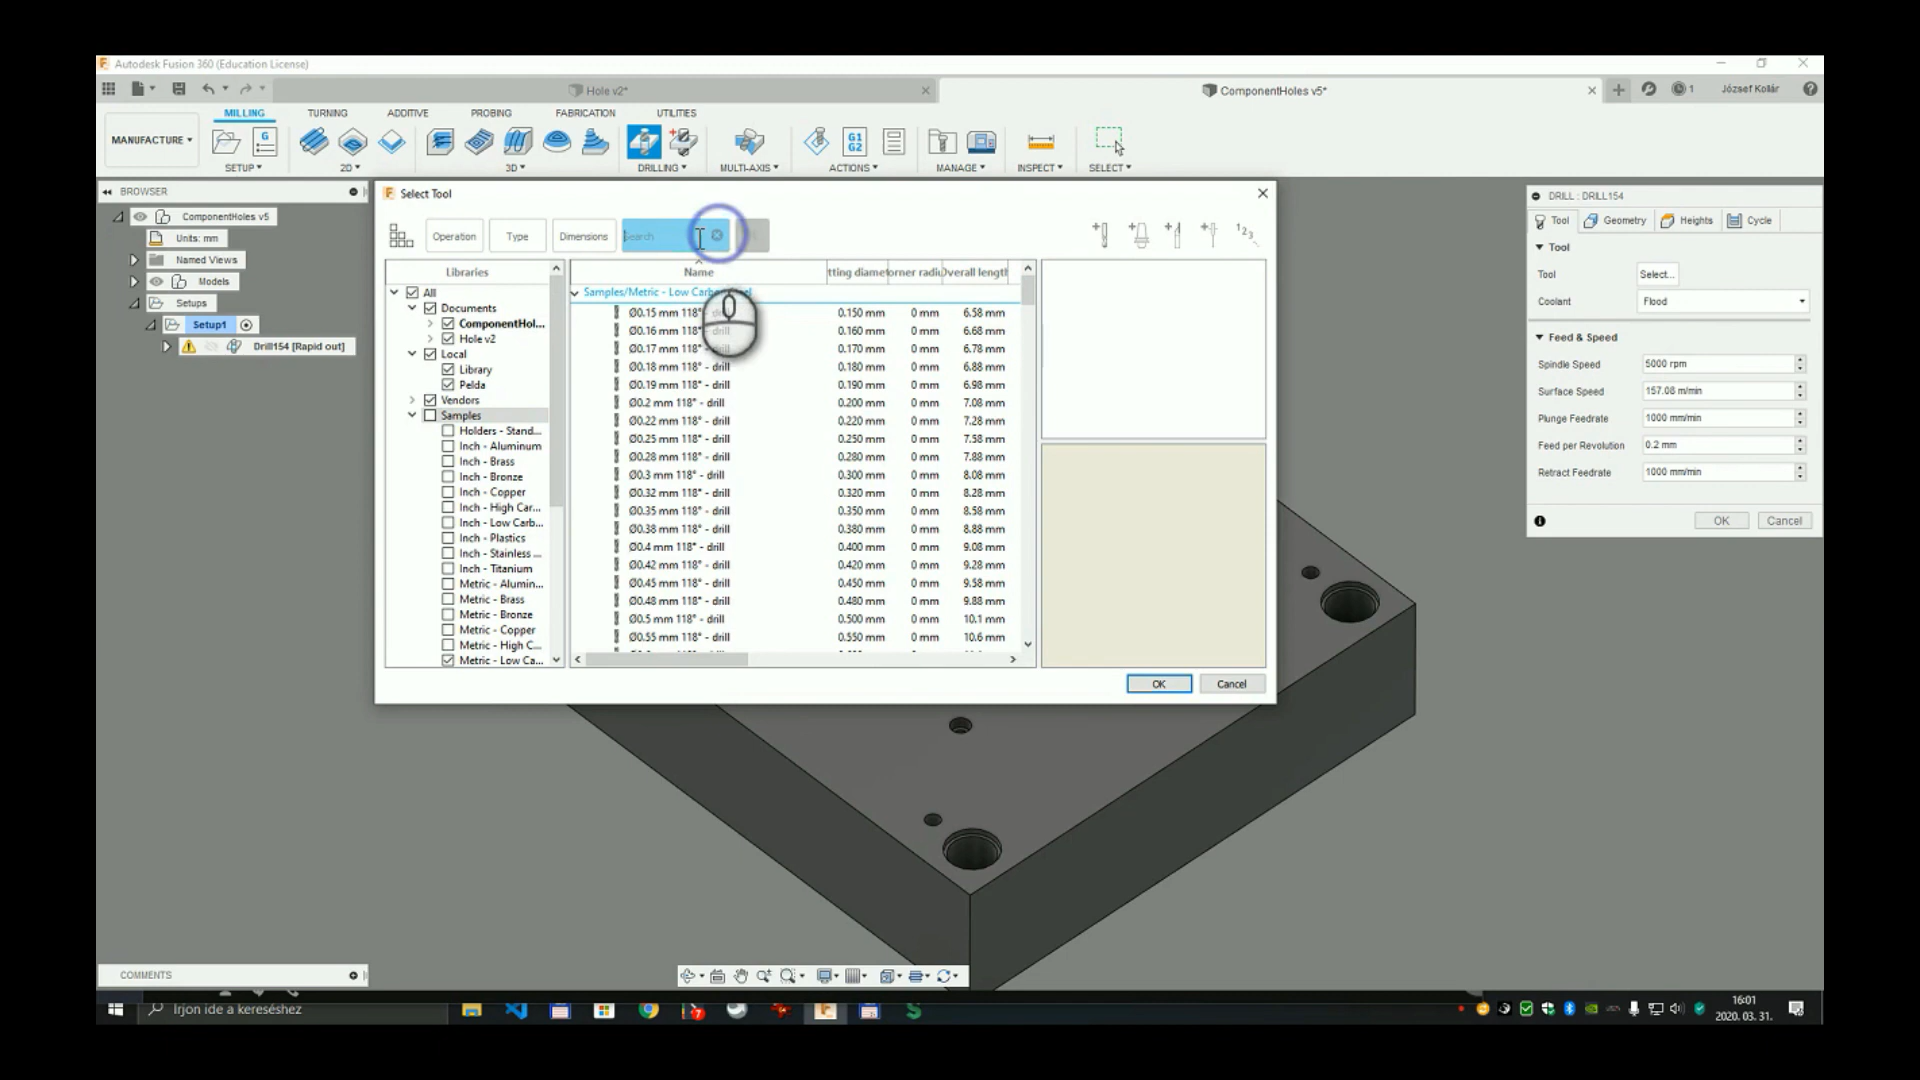 Autodesk Fusion 360 (Education License)
Hole v2*
ComponentHoles v5*
1
József Kollár
MILLING
TURNING
ADDITIVE
PROBING
FABRICATION
UTILITIES
MANUFACTURE
SETUP
2D
3D
DRILLING
MULTI-AXIS
G1
G2
ACTIONS
MANAGE
INSPECT
SELECT
BROWSER
ComponentHoles v5
Units: mm
Named Views
Models
Setups
Setup1
Drill154 [Rapid out]
Select Tool
Operation
Type
Dimensions
Libraries
All
Documents
ComponentHol...
Hole v2
Local
Library
Pelda
Vendors
Samples
Holders - Stand...
Inch - Aluminum
Inch - Brass
Inch - Bronze
Inch - Copper
Inch - High Car...
Inch - Low Carb...
Inch - Plastics
Inch - Stainless ...
Inch - Titanium
Metric - Alumin...
Metric - Brass
Metric - Bronze
Metric - Copper
Metric - High C...
Metric - Low Ca...
Name tting diamet orner radiu Overall length
Samples/Metric - Low Carbon Steel
Ø0.15 mm 118° - drill 0.150 mm 0 mm 6.58 mm
Ø0.16 mm 118° - drill 0.160 mm 0 mm 6.68 mm
Ø0.17 mm 118° - drill 0.170 mm 0 mm 6.78 mm
Ø0.18 mm 118° - drill 0.180 mm 0 mm 6.88 mm
Ø0.19 mm 118° - drill 0.190 mm 0 mm 6.98 mm
Ø0.2 mm 118° - drill 0.200 mm 0 mm 7.08 mm
Ø0.22 mm 118° - drill 0.220 mm 0 mm 7.28 mm
Ø0.25 mm 118° - drill 0.250 mm 0 mm 7.58 mm
Ø0.28 mm 118° - drill 0.280 mm 0 mm 7.88 mm
Ø0.3 mm 118° - drill 0.300 mm 0 mm 8.08 mm
Ø0.32 mm 118° - drill 0.320 mm 0 mm 8.28 mm
Ø0.35 mm 118° - drill 0.350 mm 0 mm 8.58 mm
Ø0.38 mm 118° - drill 0.380 mm 0 mm 8.88 mm
Ø0.4 mm 118° - drill 0.400 mm 0 mm 9.08 mm
Ø0.42 mm 118° - drill 0.420 mm 0 mm 9.28 mm
Ø0.45 mm 118° - drill 0.450 mm 0 mm 9.58 mm
Ø0.48 mm 118° - drill 0.480 mm 0 mm 9.88 mm
Ø0.5 mm 118° - drill 0.500 mm 0 mm 10.1 mm
Ø0.55 mm 118° - drill 0.550 mm 0 mm 10.6 mm
OK
Cancel
DRILL : DRILL154
Tool
Geometry
Heights
Cycle
Tool
Tool Select...
Coolant Flood
Feed & Speed
Spindle Speed 5000 rpm
Surface Speed 157.08 m/min
Plunge Feedrate 1000 mm/min
Feed per Revolution 0.2 mm
Retract Feedrate 1000 mm/min
OK
Cancel
COMMENTS
Írjon ide a kereséshez
7
16:01
2020. 03. 31.